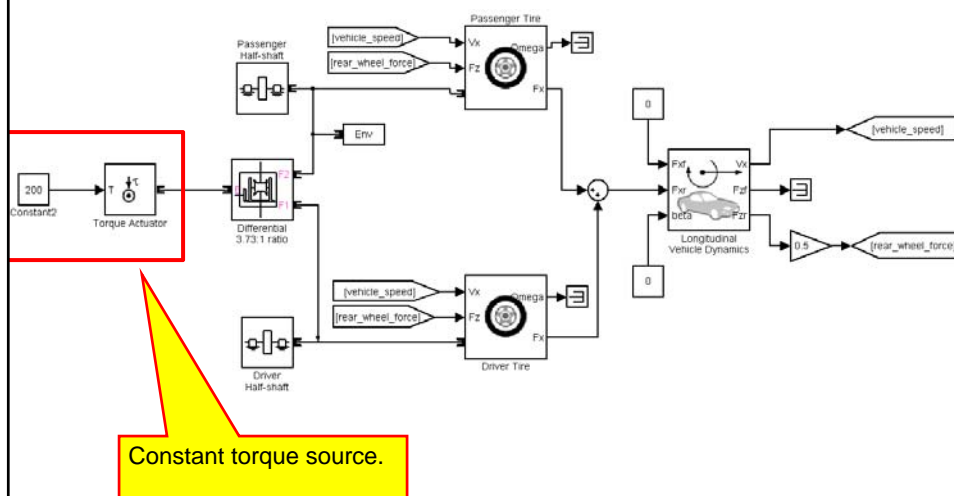 Passenger Tire
Passenger
Half-shaft
[vehicle_speed]
[rear_wheel_force]
Vx
Fz
Omega
Fx
Env
0
200
Constant2
T
τ
Torque Actuator
F2
F1
Differential
3.73:1 ratio
Fxf
Fxr
beta
Vx
Fzf
Fzr
Longitudinal
Vehicle Dynamics
[vehicle_speed]
0.5
[rear_wheel_force]
0
[vehicle_speed]
[rear_wheel_force]
Vx
Fz
Omega
Fx
Driver Tire
Driver
Half-shaft
Constant torque source.